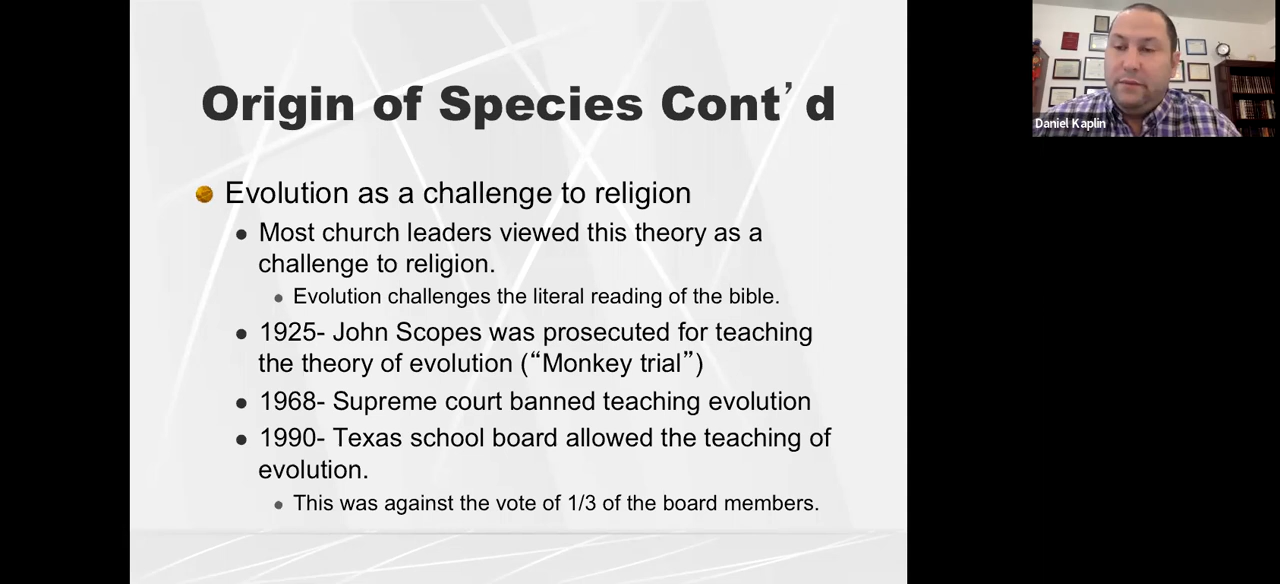 Origin of Species Cont’d
Evolution as a challenge to religion
Most church leaders viewed this theory as a
challenge to religion.
Evolution challenges the literal reading of the bible.
1925- John Scopes was prosecuted for teaching
the theory of evolution (“Monkey trial”)
1968- Supreme court banned teaching evolution
1990- Texas school board allowed the teaching of
evolution.
This was against the vote of 1/3 of the board members.
Daniel Kaplin